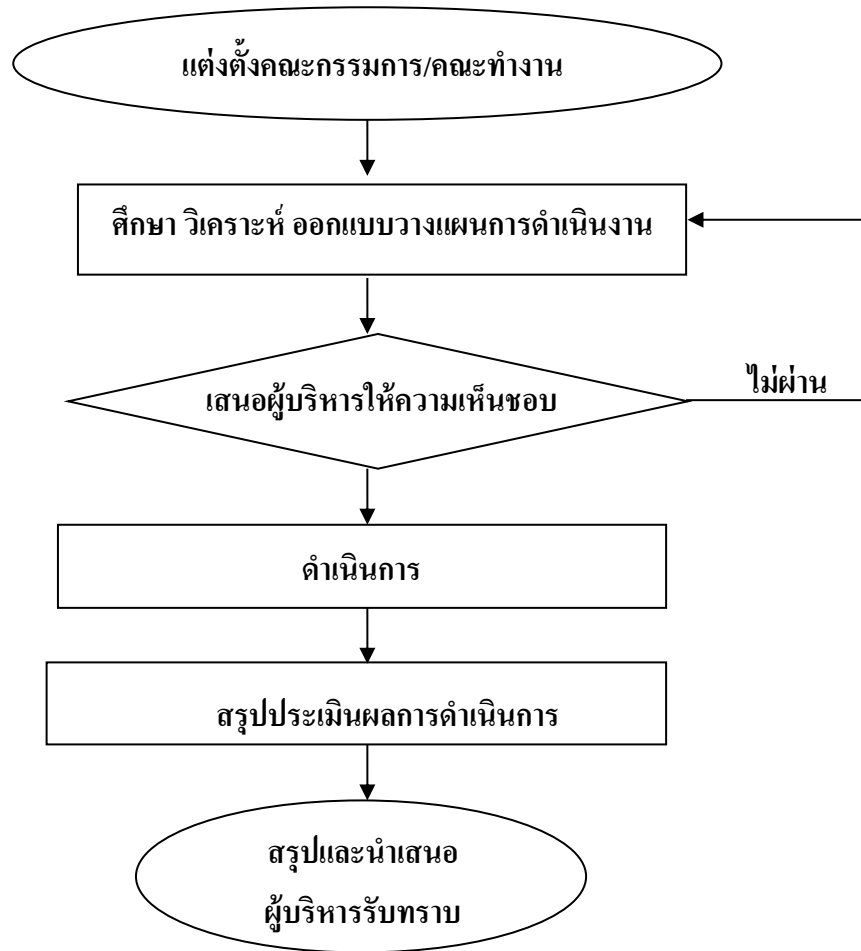 แต่งตั้งคณะกรรมการ/คณะทำงาน
ศึกษา วิเคราะห์ ออกแบบวางแผนการดำเนินงาน
เสนอผู้บริหารให้ความเห็นชอบ
ไม่ผ่าน
ดำเนินการ
สรุปประเมินผลการดำเนินการ
สรุปและนำเสนอ
ผู้บริหารรับทราบ